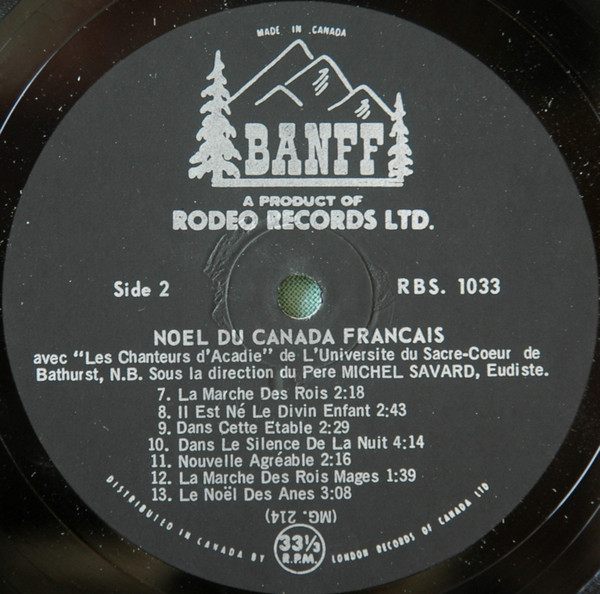 MADE IN CANADA
BANFF
A PRODUCT OF
RODEO RECORDS LTD.
Side 2
RBS. 1033
NOEL DU CANADA FRANCAIS
avec "Les Chanteurs d'Acadie" de L'Universite du Sacre-Coeur de
Bathurst, N.B. Sous la direction du Pere MICHEL SAVARD, Eudiste.
7. La Marche Des Rois 2:18
8. Il Est Né Le Divin Enfant 2:43
9. Dans Cette Etable 2:29
10. Dans Le Silence De La Nuit 4:14
11. Nouvelle Agréable 2:16
12. La Marche Des Rois Mages 1:39
13. Le Noël Des Anes 3:08
(MG. 214)
33⅓
R.P.M.
DISTRIBUTED IN CANADA BY LONDON RECORDS OF CANADA LTD